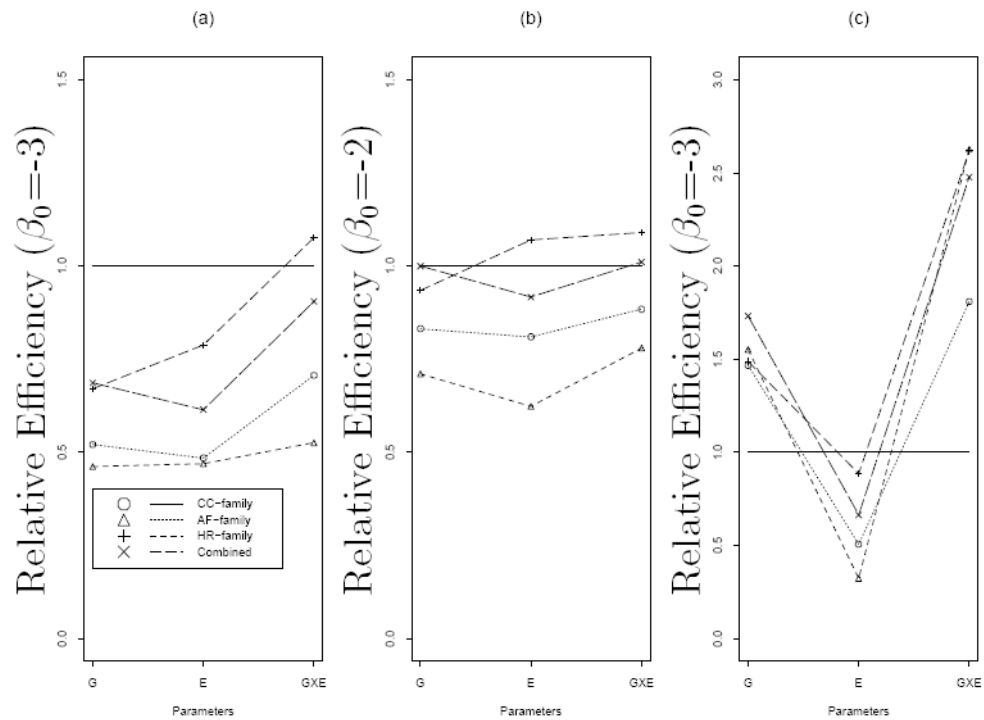 (a)
Relative Efficiency (β₀=-3)
1.5
1.0
0.5
0.0
CC-family
AF-family
HR-family
Combined
G
E
GXE
Parameters
(b)
Relative Efficiency (β₀=-2)
1.5
1.0
0.5
0.0
G
E
GXE
Parameters
(c)
Relative Efficiency (β₀=-3)
3.0
2.5
2.0
1.5
1.0
0.5
0.0
G
E
GXE
Parameters